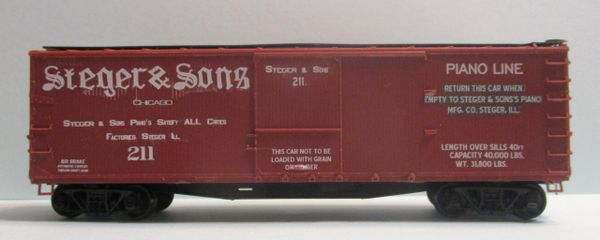 Steger & Sons
CHICAGO
STEGER & SONS PIANO'S SATISFY ALL CRITICS
FACTORIES STEGER ILL.
211
AIR BRAKE
STEGER & SONS
211
THIS CAR NOT TO BE
LOADED WITH GRAIN
PIANO LINE
RETURN THIS CAR WHEN
EMPTY TO STEGER & SONS'S PIANO
MFG. CO. STEGER, ILL.
LENGTH OVER SILLS 40FT
CAPACITY 40,000 LBS.
WT. 31,800 LBS.